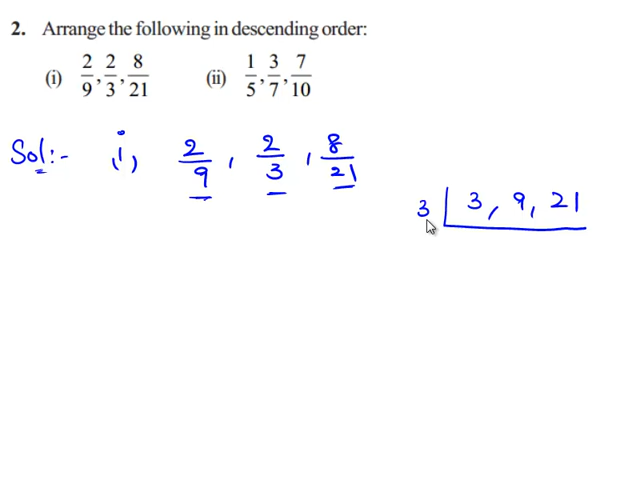 2. Arrange the following in descending order:
(i) 2/9, 2/3, 8/21 (ii) 1/5, 3/7, 7/10
Sol:- i) 2/9, 2/3, 8/21
3 | 3, 9, 21